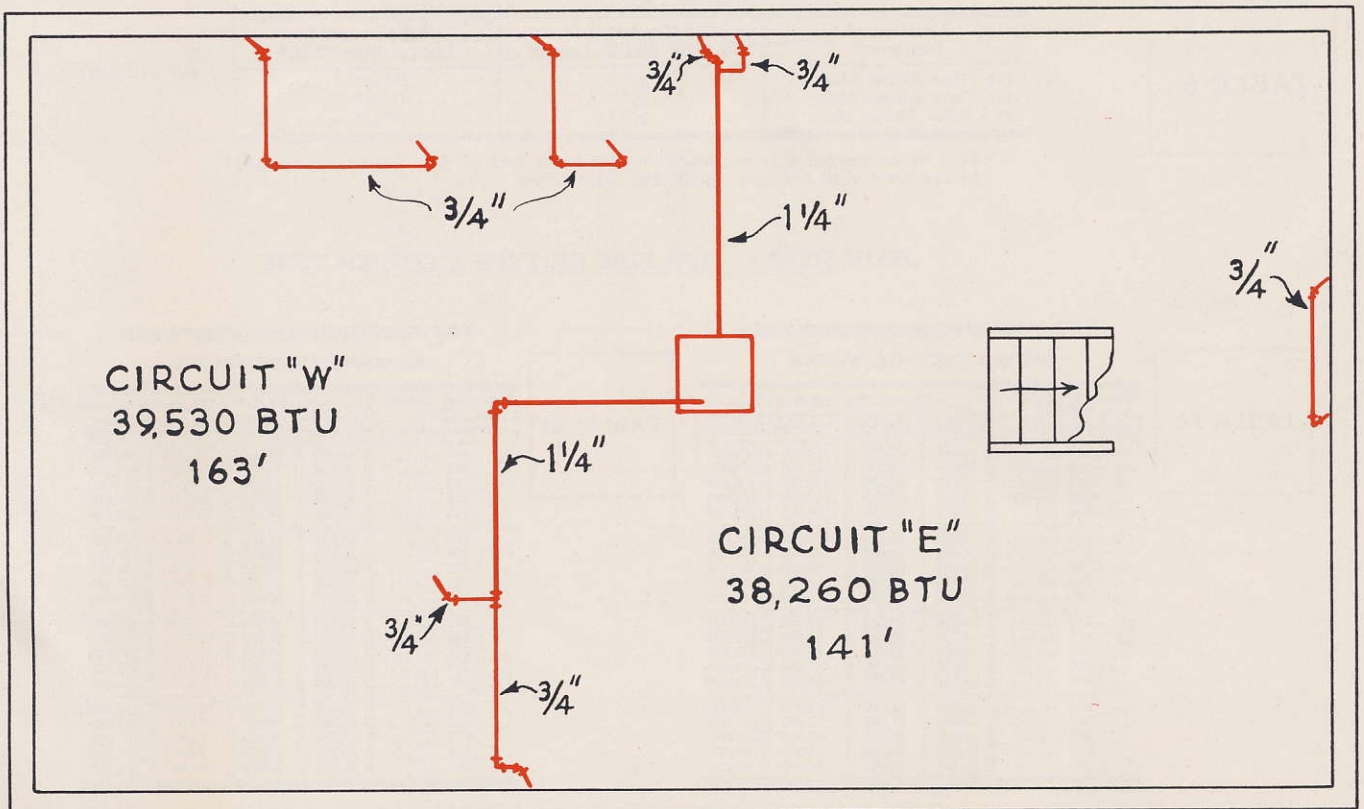 3/4"
3/4"
3/4"
1 1/4"
3/4"
CIRCUIT "W"
39,530 BTU
163'
1 1/4"
CIRCUIT "E"
38,260 BTU
141'
3/4"
3/4"